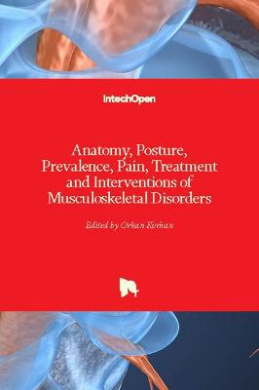 IntechOpen
Anatomy, Posture,
Prevalence, Pain, Treatment
and Interventions of
Musculoskeletal Disorders
Edited by Orhan Korhan